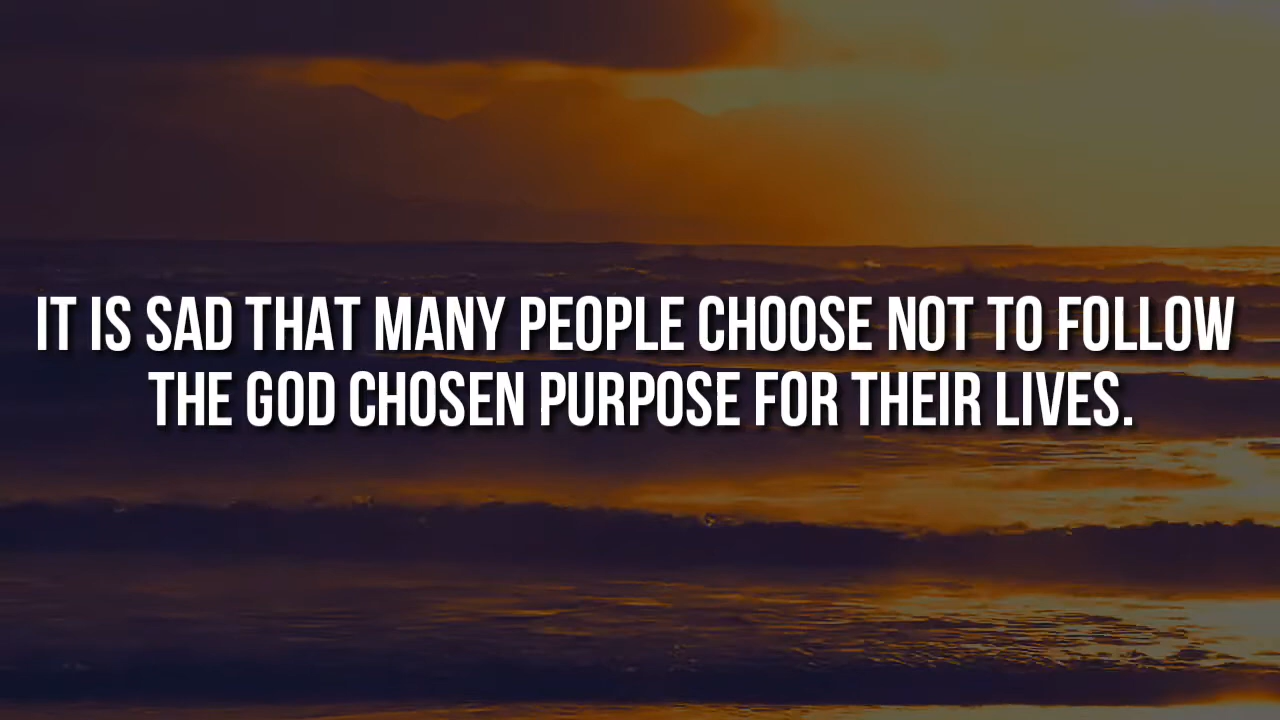 IT IS SAD THAT MANY PEOPLE CHOOSE NOT TO FOLLOW
THE GOD CHOSEN PURPOSE FOR THEIR LIVES.